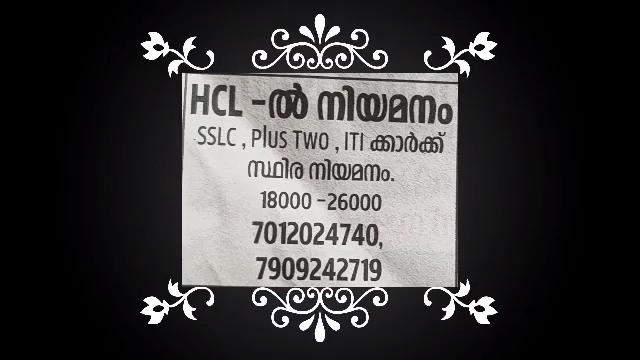 HCL -ൽ നിയമനം
SSLC , Plus TWO , ITI ക്കാർക്ക്
സ്ഥിര നിയമനം.
18000 -26000
7012024740,
7909242719